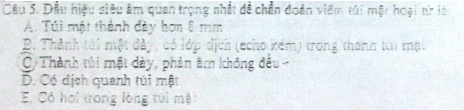 Câu 5. Dấu hiệu siêu âm quan trọng nhất để chẩn đoán viêm túi mật hoại tử là
A. Túi mật thành dày hơn 8 mm
B. Thành túi mật dày, có lớp dịch (echo kém) trong thành túi mật
C. Thành túi mật dày, phản âm không đều
D. Có dịch quanh túi mật
E. Có hơi trong lòng túi mật